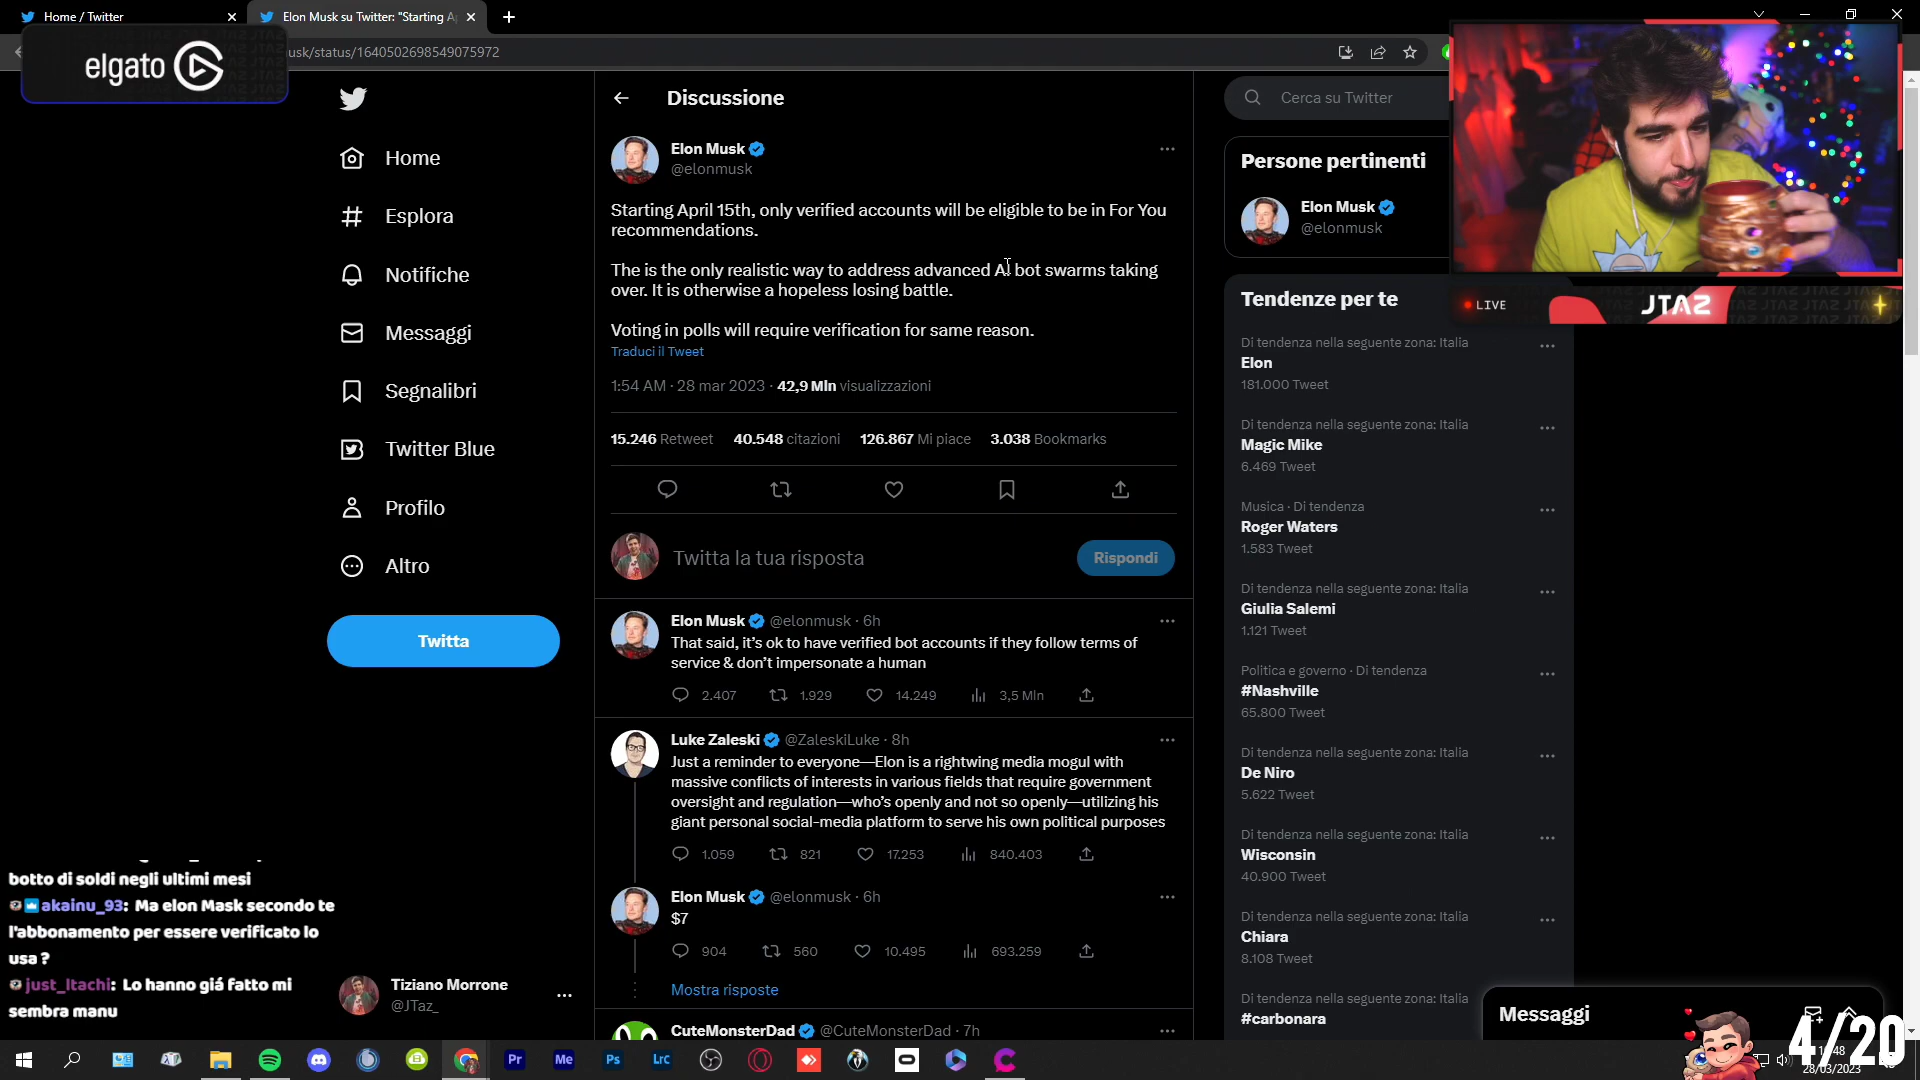 Home / Twitter
Elon Musk su Twitter: "Starting A
usk/status/1640502698549075972
elgato
Home
Esplora
Notifiche
Messaggi
Segnalibri
Twitter Blue
Profilo
Altro
Twitta
Tiziano Morrone
@JTaz_
Discussione
Elon Musk
@elonmusk
Starting April 15th, only verified accounts will be eligible to be in For You
recommendations.
The is the only realistic way to address advanced AI bot swarms taking
over. It is otherwise a hopeless losing battle.
Voting in polls will require verification for same reason.
Traduci il Tweet
1:54 AM · 28 mar 2023 · 42,9 Mln visualizzazioni
15.246 Retweet 40.548 citazioni 126.867 Mi piace 3.038 Bookmarks
Twitta la tua risposta
Rispondi
Elon Musk @elonmusk · 6h
That said, it's ok to have verified bot accounts if they follow terms of
service & don't impersonate a human
2.407 1.929 14.249 3,5 Mln
Luke Zaleski @ZaleskiLuke · 8h
Just a reminder to everyone—Elon is a rightwing media mogul with
massive conflicts of interests in various fields that require government
oversight and regulation—who's openly and not so openly—utilizing his
giant personal social-media platform to serve his own political purposes
1.059 821 17.253 840.403
Elon Musk @elonmusk · 6h
$7
904 560 10.495 693.259
Mostra risposte
CuteMonsterDad @CuteMonsterDad · 7h
Cerca su Twitter
Persone pertinenti
Elon Musk
@elonmusk
LIVE
JTAZ
Tendenze per te
Di tendenza nella seguente zona: Italia
Elon
181.000 Tweet
Di tendenza nella seguente zona: Italia
Magic Mike
6.469 Tweet
Musica · Di tendenza
Roger Waters
1.583 Tweet
Di tendenza nella seguente zona: Italia
Giulia Salemi
1.121 Tweet
Politica e governo · Di tendenza
#Nashville
65.800 Tweet
Di tendenza nella seguente zona: Italia
De Niro
5.622 Tweet
Di tendenza nella seguente zona: Italia
Wisconsin
40.900 Tweet
Di tendenza nella seguente zona: Italia
Chiara
8.108 Tweet
Di tendenza nella seguente zona: Italia
#carbonara
Messaggi
botto di soldi negli ultimi mesi
akainu_93: Ma elon Mask secondo te
l'abbonamento per essere verificato lo
usa ?
just_Itachi: Lo hanno giá fatto mi
sembra manu
Pr
Me
Ps
Lrc
4/20
28/03/2023